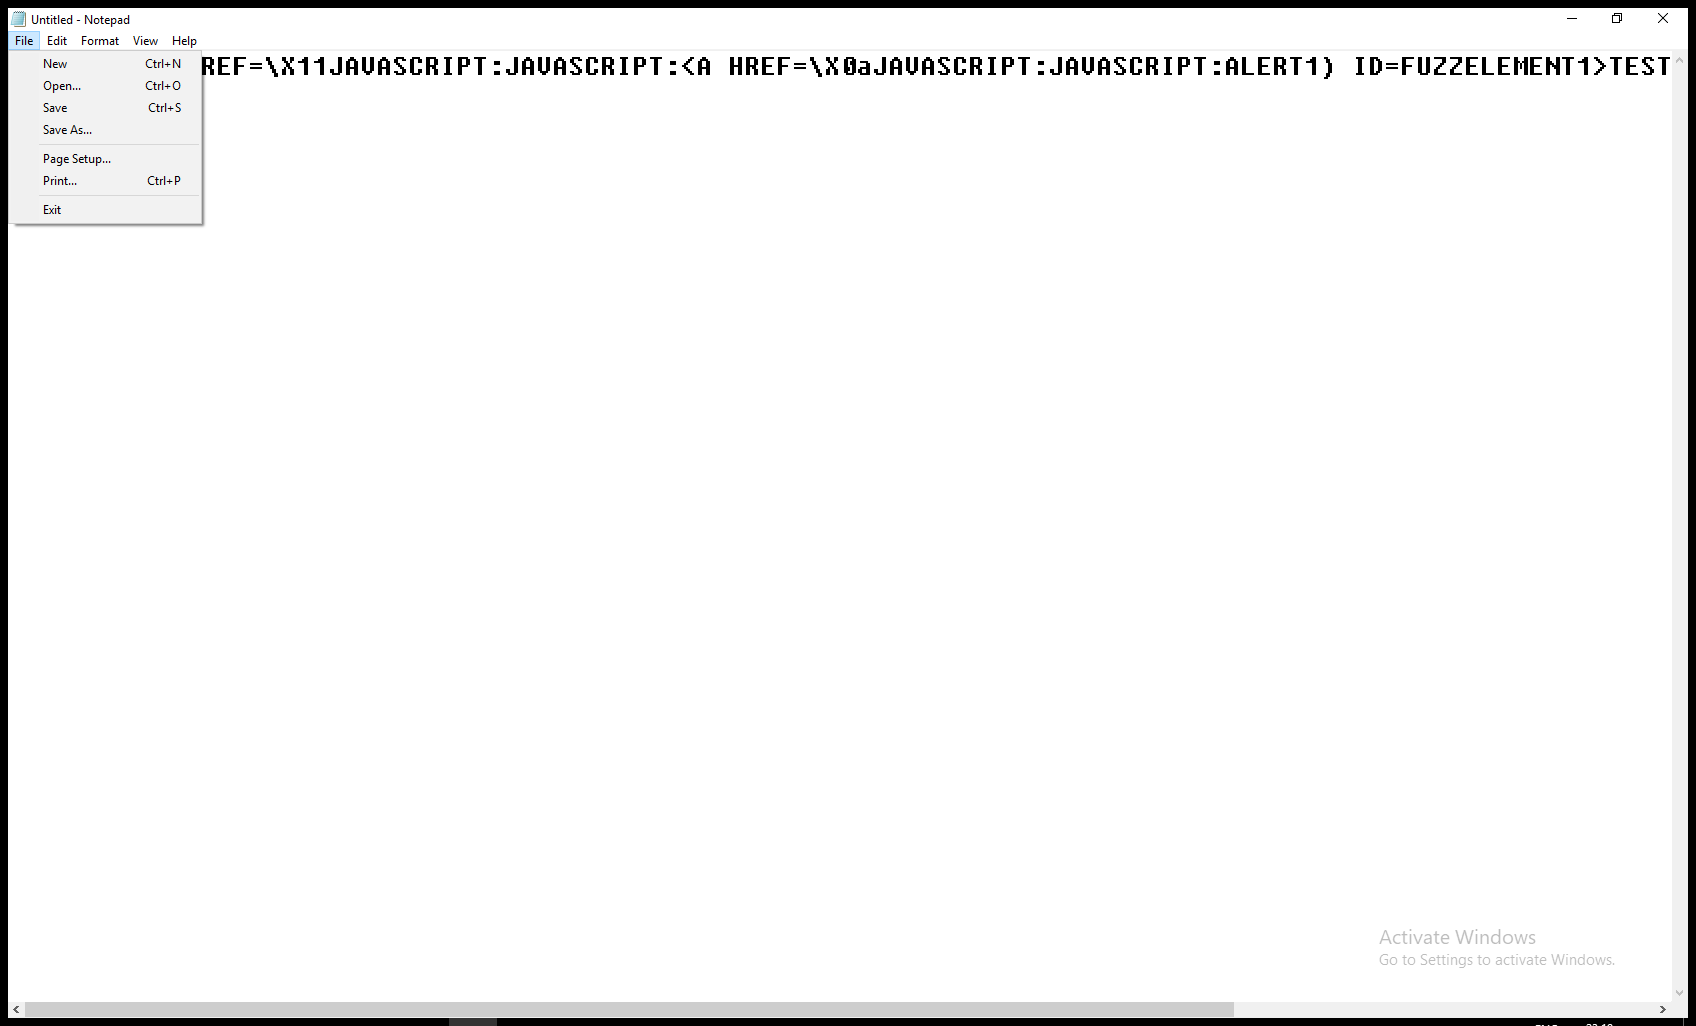 Untitled - Notepad
File Edit Format View Help
REF=\X11JAVASCRIPT:JAVASCRIPT:<A HREF=\X0aJAVASCRIPT:JAVASCRIPT:ALERT1) ID=FUZZELEMENT1>TEST
New Ctrl+N
Open... Ctrl+O
Save Ctrl+S
Save As...
Page Setup...
Print... Ctrl+P
Exit
Activate Windows
Go to Settings to activate Windows.